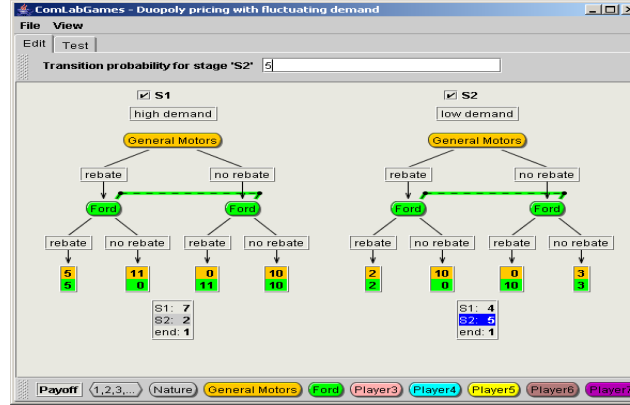 ComLabGames - Duopoly pricing with fluctuating demand
File View
Edit Test
Transition probability for stage 'S2' 5
S1 S2
high demand low demand
General Motors General Motors
rebate no rebate rebate no rebate
Ford Ford Ford Ford
rebate no rebate rebate no rebate rebate no rebate rebate no rebate
5 11 0 10 2 10 0 3
5 0 11 10 2 0 10 3
S1: 7 S1: 4
S2: 2 S2: 5
end: 1 end: 1
Payoff (1,2,3,...) Nature General Motors Ford Player3 Player4 Player5 Player6 Player7